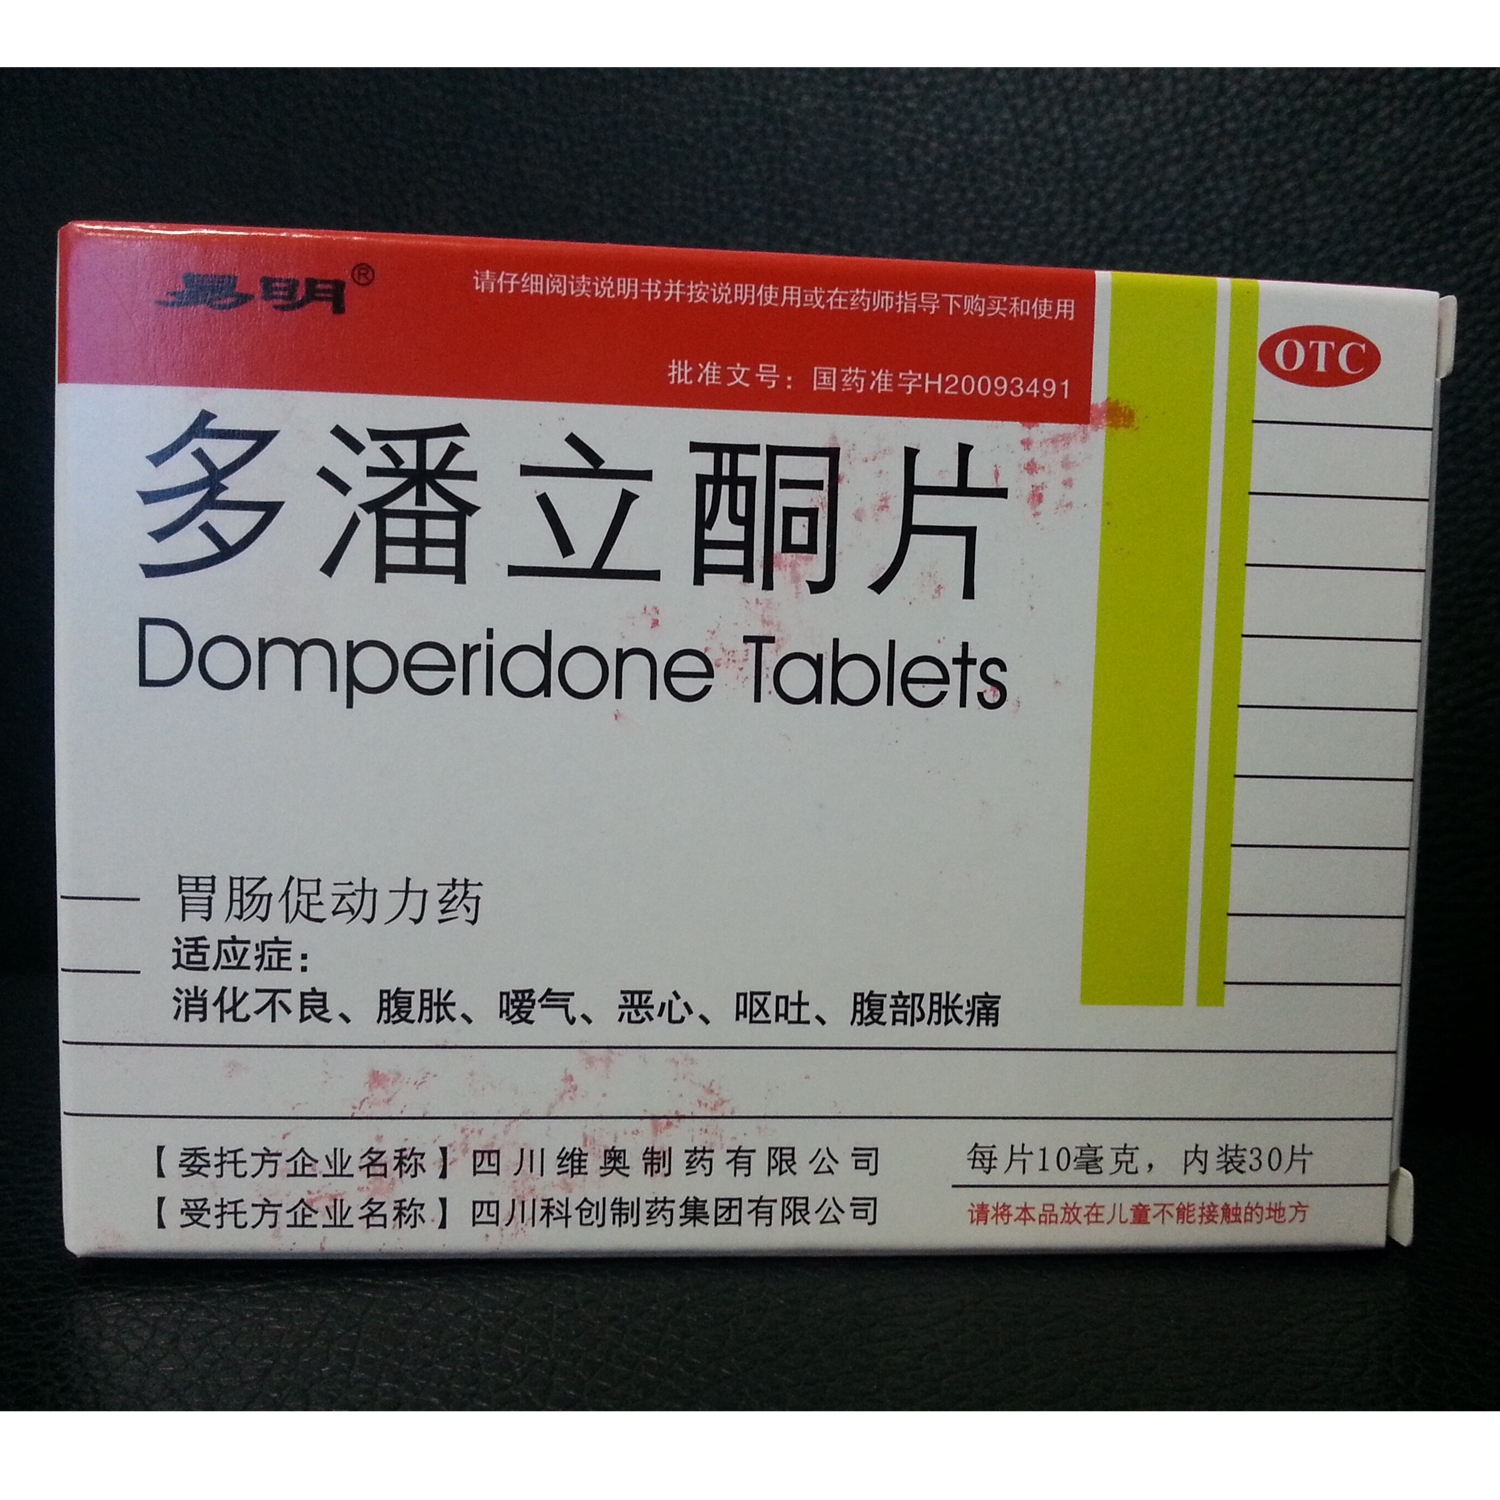 易明®
请仔细阅读说明书并按说明使用或在药师指导下购买和使用
批准文号：国药准字H20093491
OTC
多潘立酮片
Domperidone Tablets
胃肠促动力药
适应症：
消化不良、腹胀、嗳气、恶心、呕吐、腹部胀痛
【委托方企业名称】四川维奥制药有限公司
【受托方企业名称】四川科创制药集团有限公司
每片10毫克，内装30片
请将本品放在儿童不能接触的地方